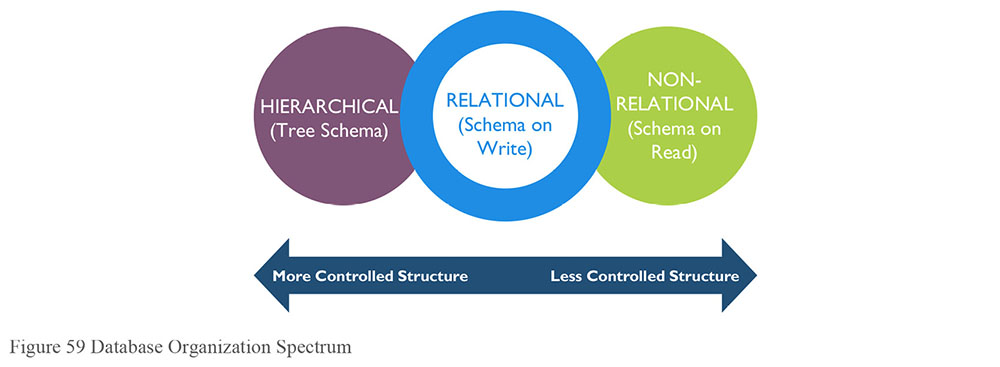 HIERARCHICAL
(Tree Schema)
RELATIONAL
(Schema on
Write)
NON-
RELATIONAL
(Schema on
Read)
More Controlled Structure
Less Controlled Structure
Figure 59 Database Organization Spectrum